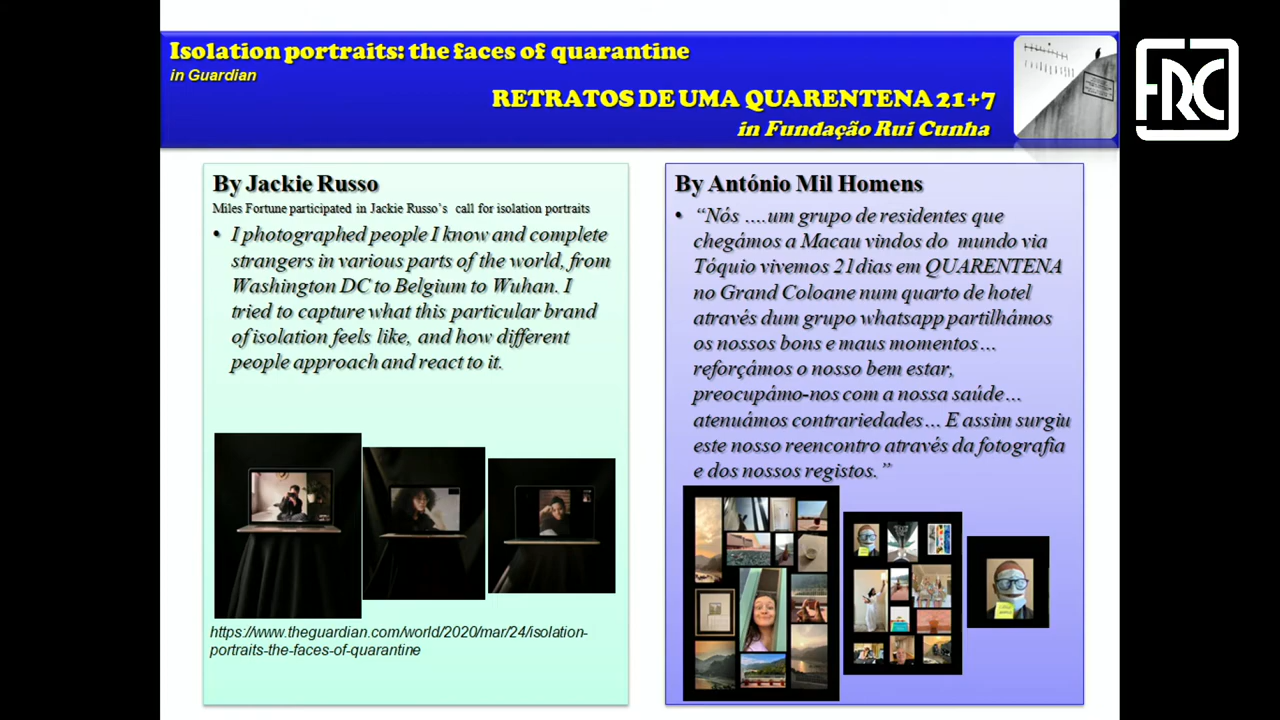 Isolation portraits: the faces of quarantine
in Guardian
RETRATOS DE UMA QUARENTENA 21+7
in Fundação Rui Cunha
FRC
By Jackie Russo
Miles Fortune participated in Jackie Russo's call for isolation portraits
• I photographed people I know and complete
strangers in various parts of the world, from
Washington DC to Belgium to Wuhan. I
tried to capture what this particular brand
of isolation feels like, and how different
people approach and react to it.
https://www.theguardian.com/world/2020/mar/24/isolation-
portraits-the-faces-of-quarantine
By António Mil Homens
• “Nós ….um grupo de residentes que
chegámos a Macau vindos do mundo via
Tóquio vivemos 21dias em QUARENTENA
no Grand Coloane num quarto de hotel
através dum grupo whatsapp partilhámos
os nossos bons e maus momentos…
reforçámos o nosso bem estar,
preocupámo-nos com a nossa saúde…
atenuámos contrariedades… E assim surgiu
este nosso reencontro através da fotografia
e dos nossos registos.”